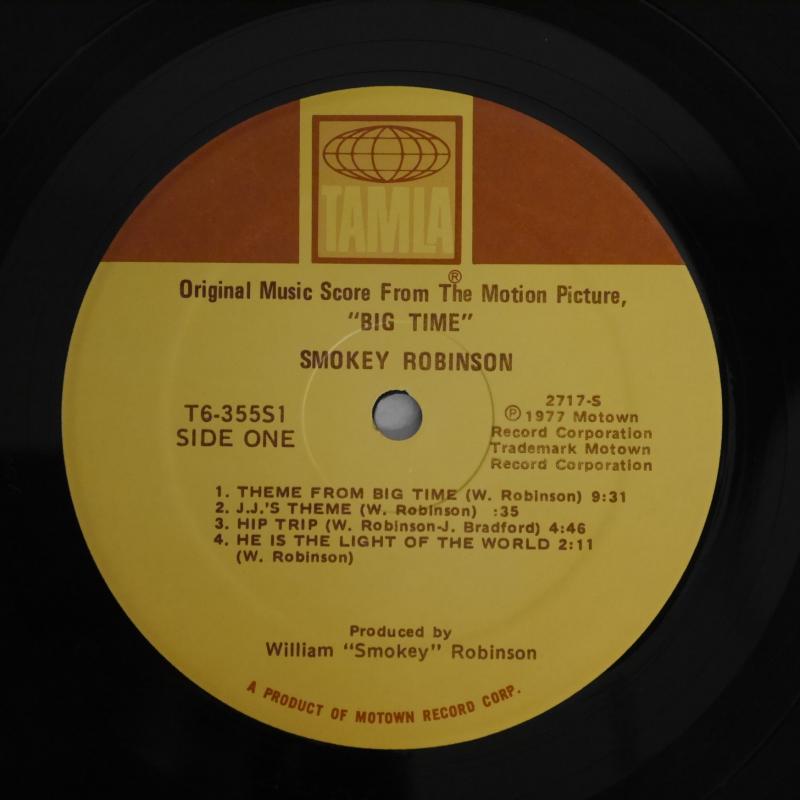 TAMLA
®
Original Music Score From The Motion Picture,
"BIG TIME"
SMOKEY ROBINSON
T6-355S1
SIDE ONE
2717-S
℗ 1977 Motown
Record Corporation
Trademark Motown
Record Corporation
1. THEME FROM BIG TIME (W. Robinson) 9:31
2. J.J.'S THEME (W. Robinson) :35
3. HIP TRIP (W. Robinson-J. Bradford) 4:46
4. HE IS THE LIGHT OF THE WORLD 2:11
(W. Robinson)
Produced by
William "Smokey" Robinson
A PRODUCT OF MOTOWN RECORD CORP.